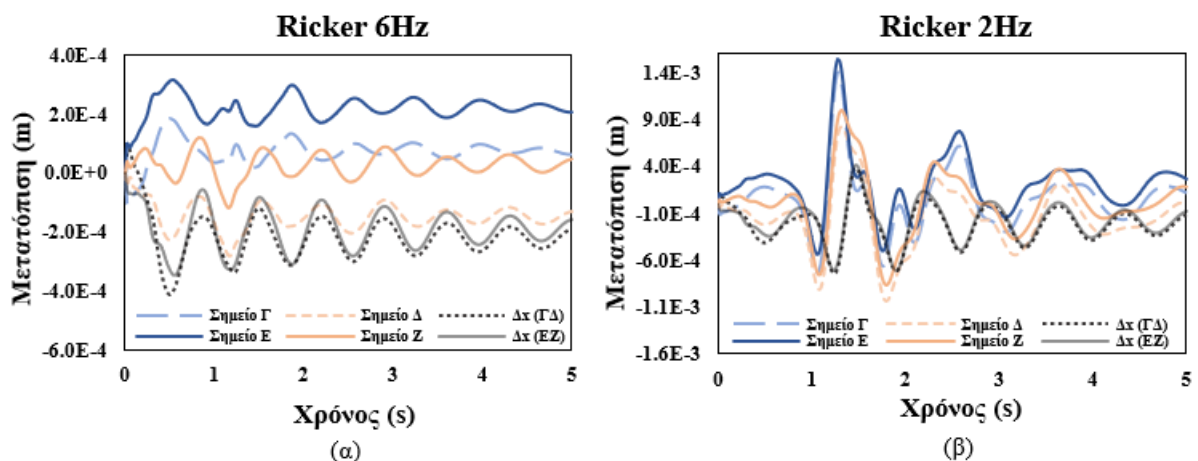 Ricker 6Hz
4.0E-4
2.0E-4
0.0E+0
-2.0E-4
-4.0E-4
-6.0E-4
Μετατόπιση (m)
Σημείο Γ Σημείο Δ Δx (ΓΔ)
Σημείο Ε Σημείο Ζ Δx (ΕΖ)
0 1 2 3 4 5
Χρόνος (s)
(α)
Ricker 2Hz
1.4E-3
9.0E-4
4.0E-4
-1.0E-4
-6.0E-4
-1.1E-3
-1.6E-3
Μετατόπιση (m)
Σημείο Γ Σημείο Δ Δx (ΓΔ)
Σημείο Ε Σημείο Ζ Δx (ΕΖ)
0 1 2 3 4 5
Χρόνος (s)
(β)